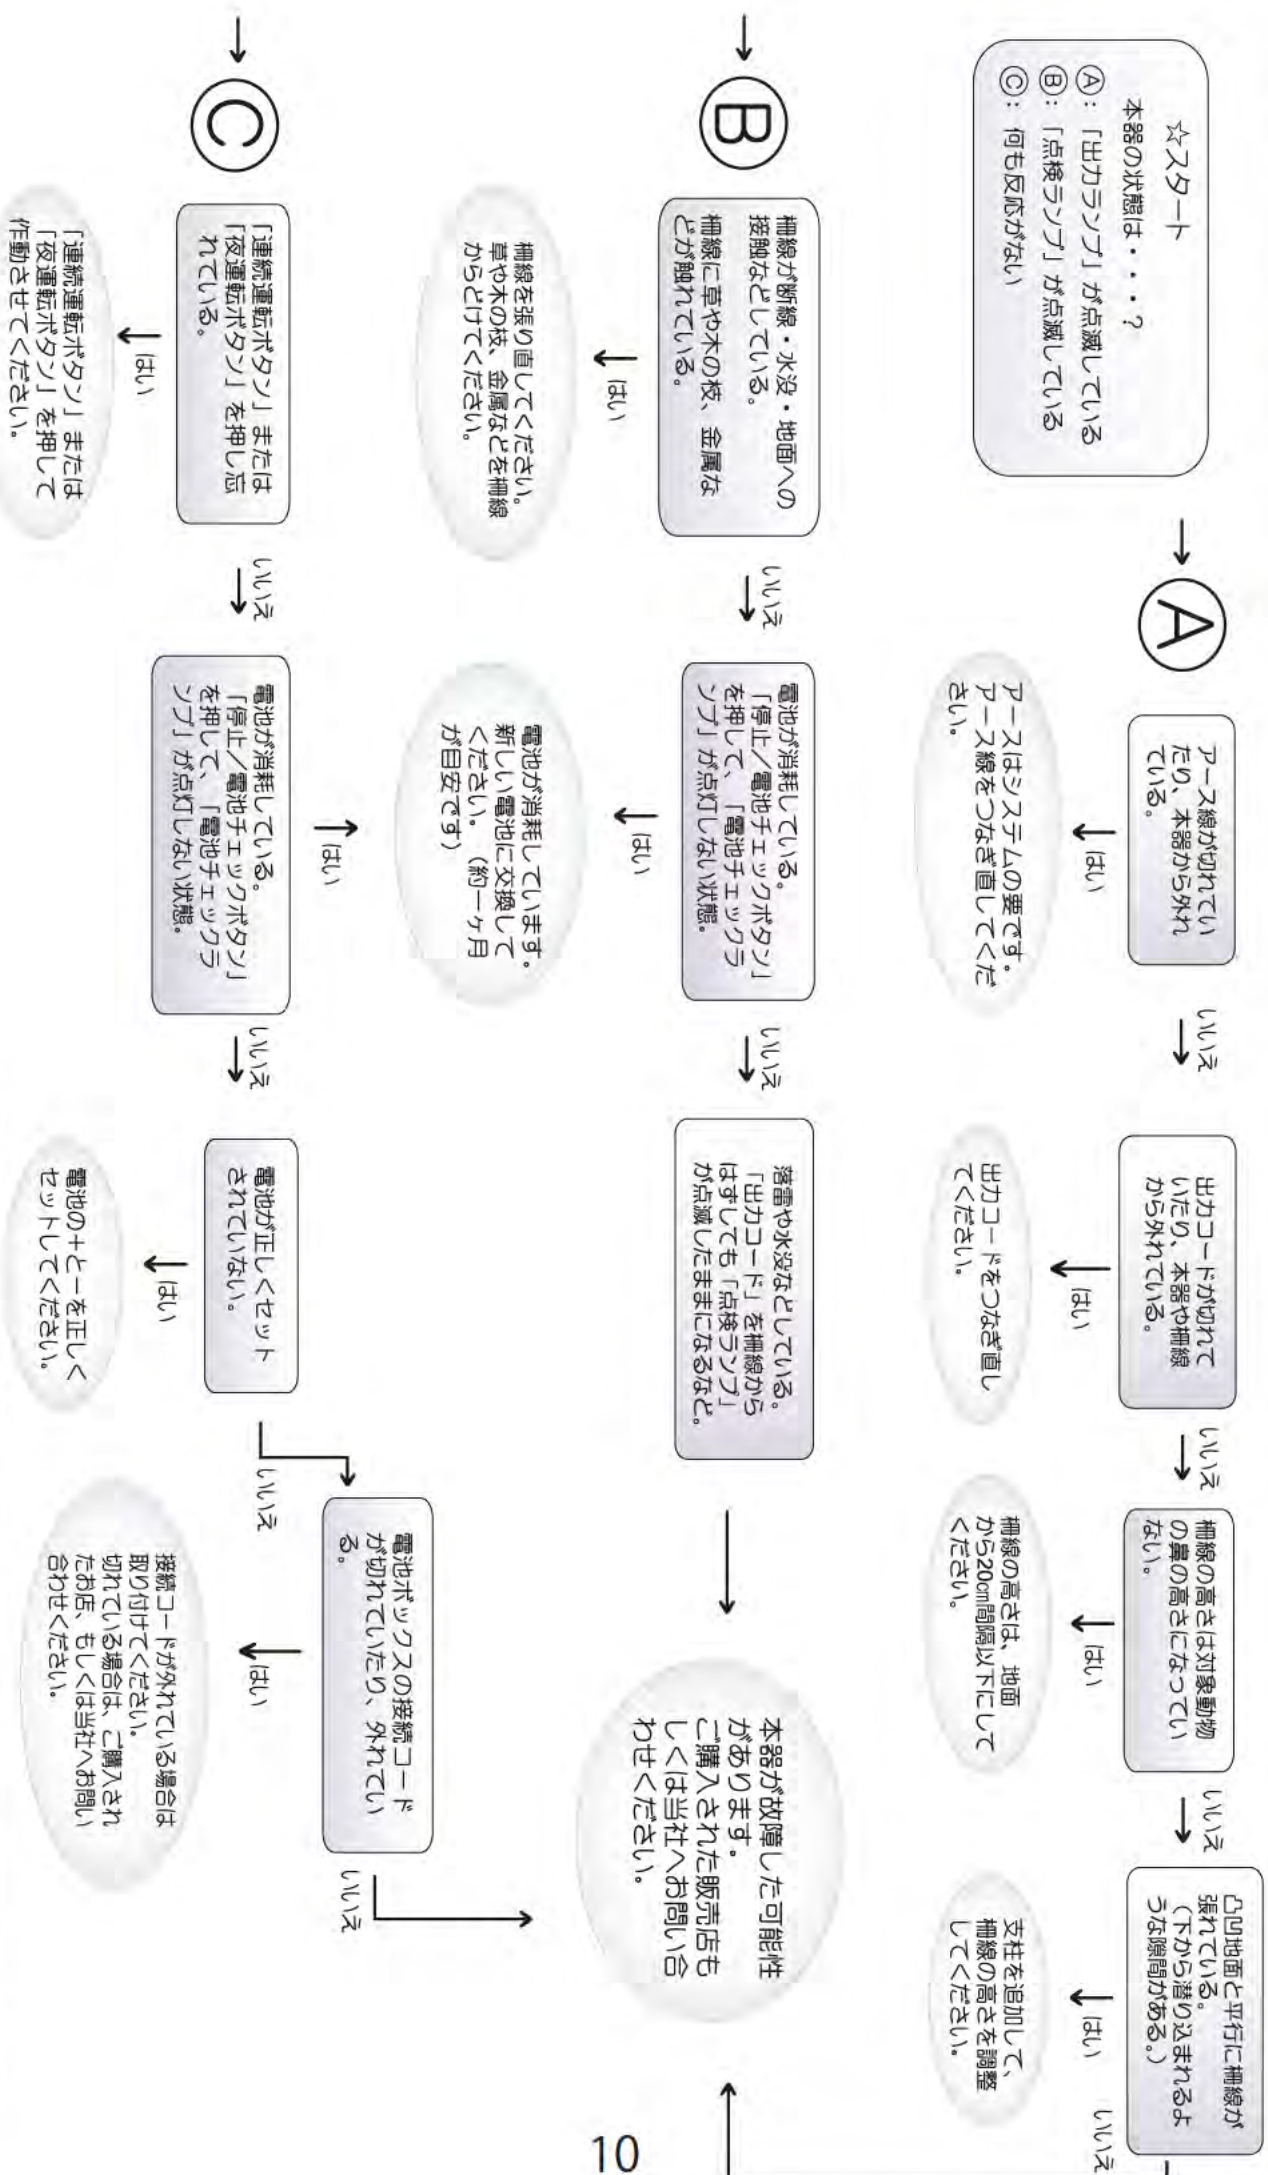 ☆スタート
本器の状態は・・・?
Ⓐ：「出力ランプ」が点滅している
Ⓑ：「点検ランプ」が点滅している
Ⓒ：何も反応がない
A
アース線が切れてい
たり、本器から外れ
ている。
はい
アースはシステムの要です。
アース線をつなぎ直してくだ
さい。
いいえ
出力コードが切れて
いたり、本器や柵線
から外れている。
はい
出力コードをつなぎ直し
てください。
いいえ
柵線の高さは対象動物
の鼻の高さになってい
ない。
はい
柵線の高さは、地面
から20㎝間隔以下にして
ください。
いいえ
凸凹地面と平行に柵線が
張れている。
（下から潜り込まれるよ
うな隙間がある。）
はい
支柱を追加して、
柵線の高さを調整
してください。
いいえ
B
柵線が断線・水没・地面への
接触などしている。
柵線に草や木の枝、金属な
どが触れている。
はい
柵線を張り直してください。
草や木の枝、金属などを柵線
からどけてください。
いいえ
電池が消耗している。
「停止／電池チェックボタン」
を押して、「電池チェックラ
ンプ」が点灯しない状態。
はい
電池が消耗しています。
新しい電池に交換して
ください。（約一ヶ月
が目安です）
いいえ
落雷や水没などしている。
「出力コード」を柵線から
はずしても「点検ランプ」
が点滅したままになるなど。
本器が故障した可能性
があります。
ご購入された販売店も
しくは当社へお問い合
わせください。
C
「連続運転ボタン」または
「夜運転ボタン」を押し忘
れている。
はい
「連続運転ボタン」または
「夜運転ボタン」を押して
作動させてください。
いいえ
電池が消耗している。
「停止／電池チェックボタン」
を押して、「電池チェックラ
ンプ」が点灯しない状態。
はい
いいえ
電池が正しくセット
されていない。
はい
電池の＋とーを正しく
セットしてください。
いいえ
電池ボックスの接続コード
が切れていたり、外れてい
る。
はい
接続コードが外れている場合は
取り付けてください。
切れている場合は、ご購入され
たお店、もしくは当社へお問い
合わせください。
いいえ
10